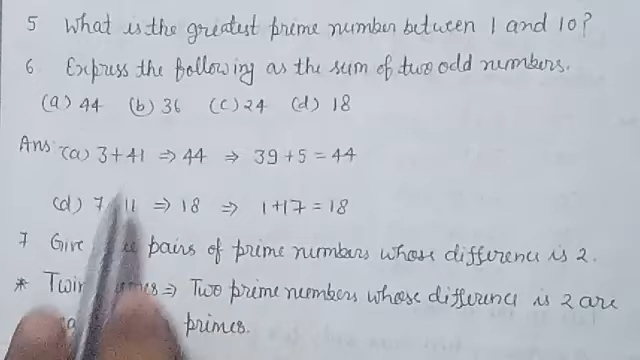 5 What is the greatest prime number between 1 and 10?
6. Express the following as the sum of two odd numbers.
(a) 44 (b) 36 (c) 24 (d) 18
Ans (a) 3+41 ⇒ 44 ⇒ 39+5=44
(d) 7 11 ⇒ 18 ⇒ 1+17=18
7 Give pairs of prime numbers whose difference is 2.
* Twin ⇒ Two prime numbers whose difference is 2 are
primes.